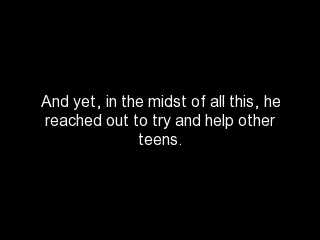 And yet, in the midst of all this, he
reached out to try and help other
teens.